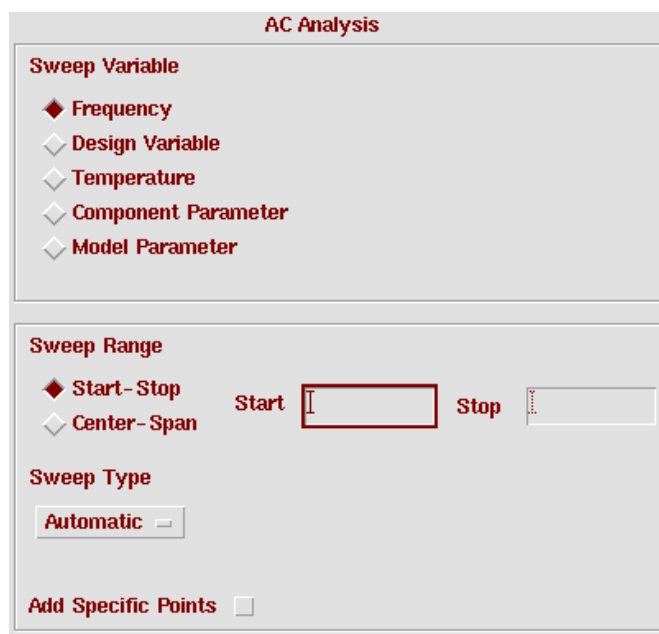 AC Analysis
Sweep Variable
Frequency
Design Variable
Temperature
Component Parameter
Model Parameter
Sweep Range
Start-Stop
Center-Span
Start
Stop
Sweep Type
Automatic
Add Specific Points